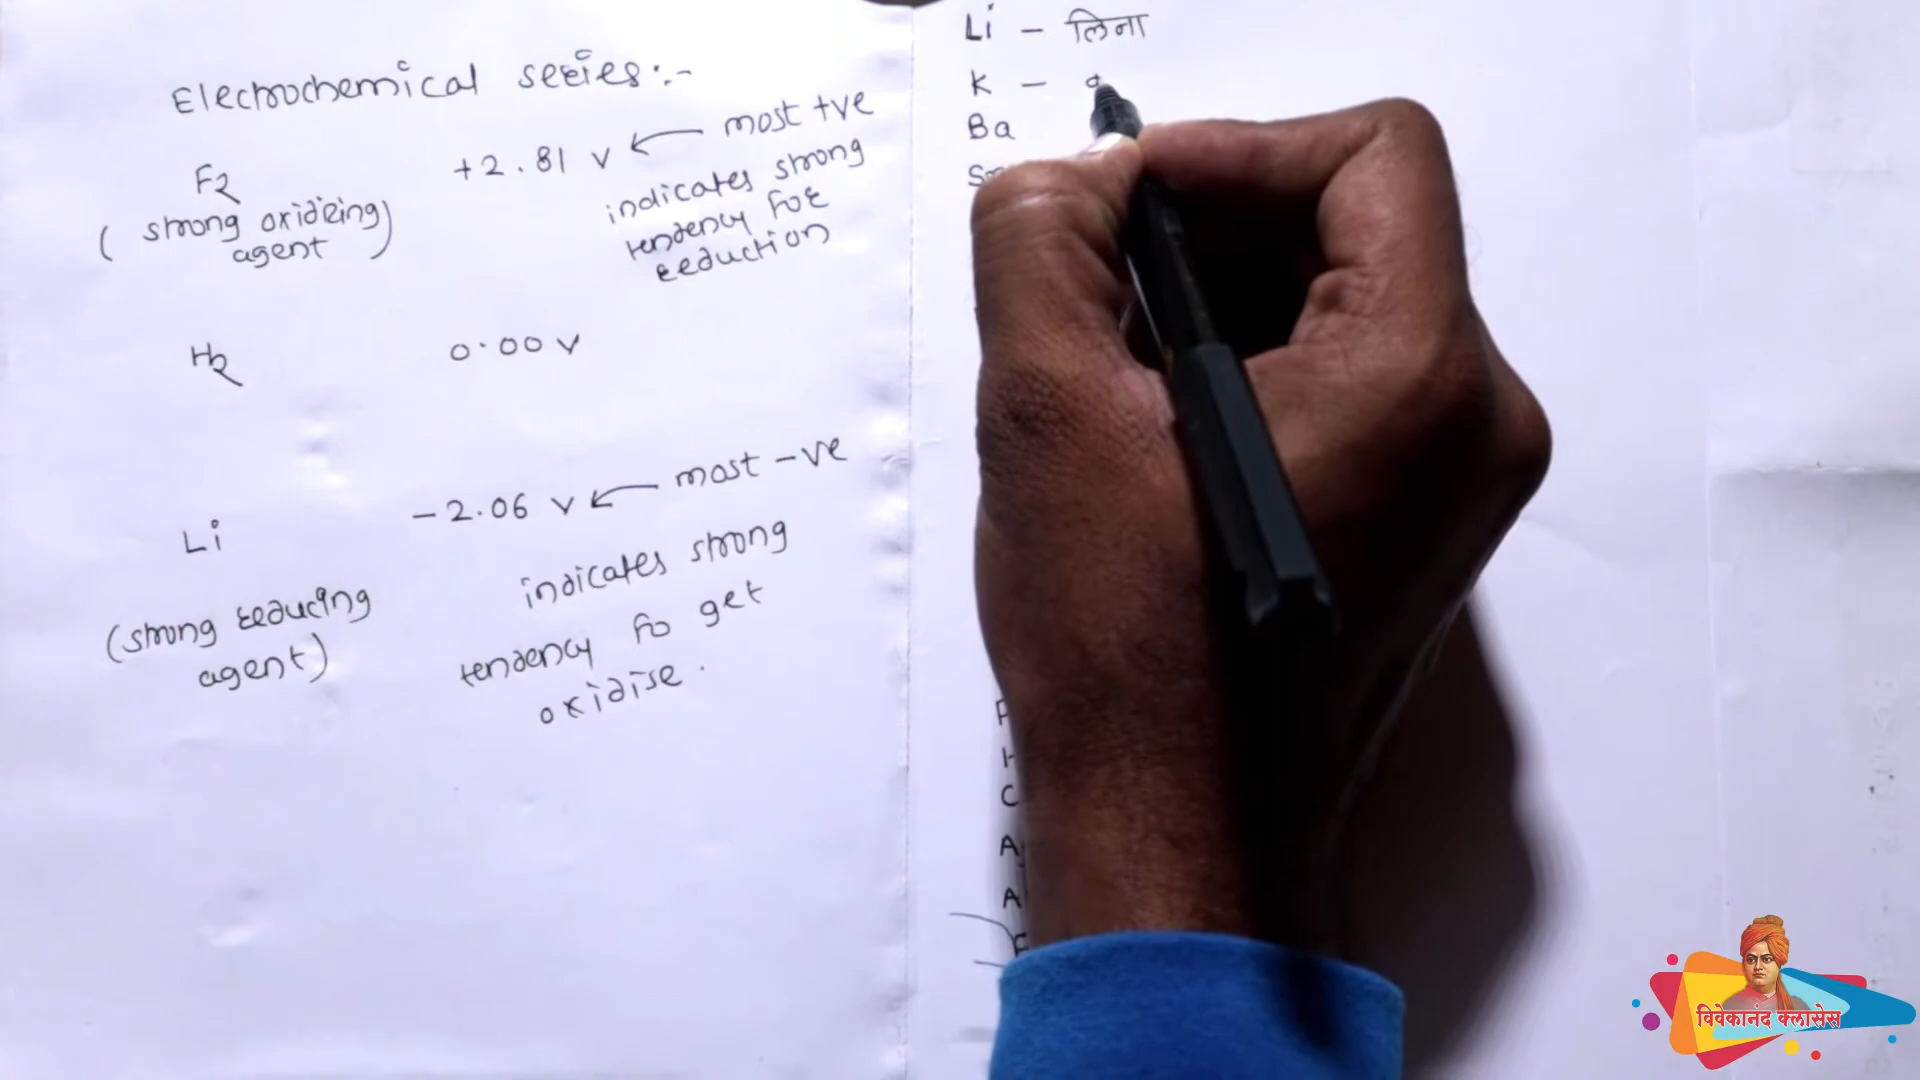 Electrochemical series:-
F2 +2.81 V ← most +ve
(strong oxidizing agent)
indicates strong
tendency for
reduction
H2 0.00 V
Li -2.06 V ← most -ve
(strong reducing
agent)
indicates strong
tendency to get
oxidise.
Li - लिना
K -
Ba
C
A
A
विवेकानंद क्लासेस